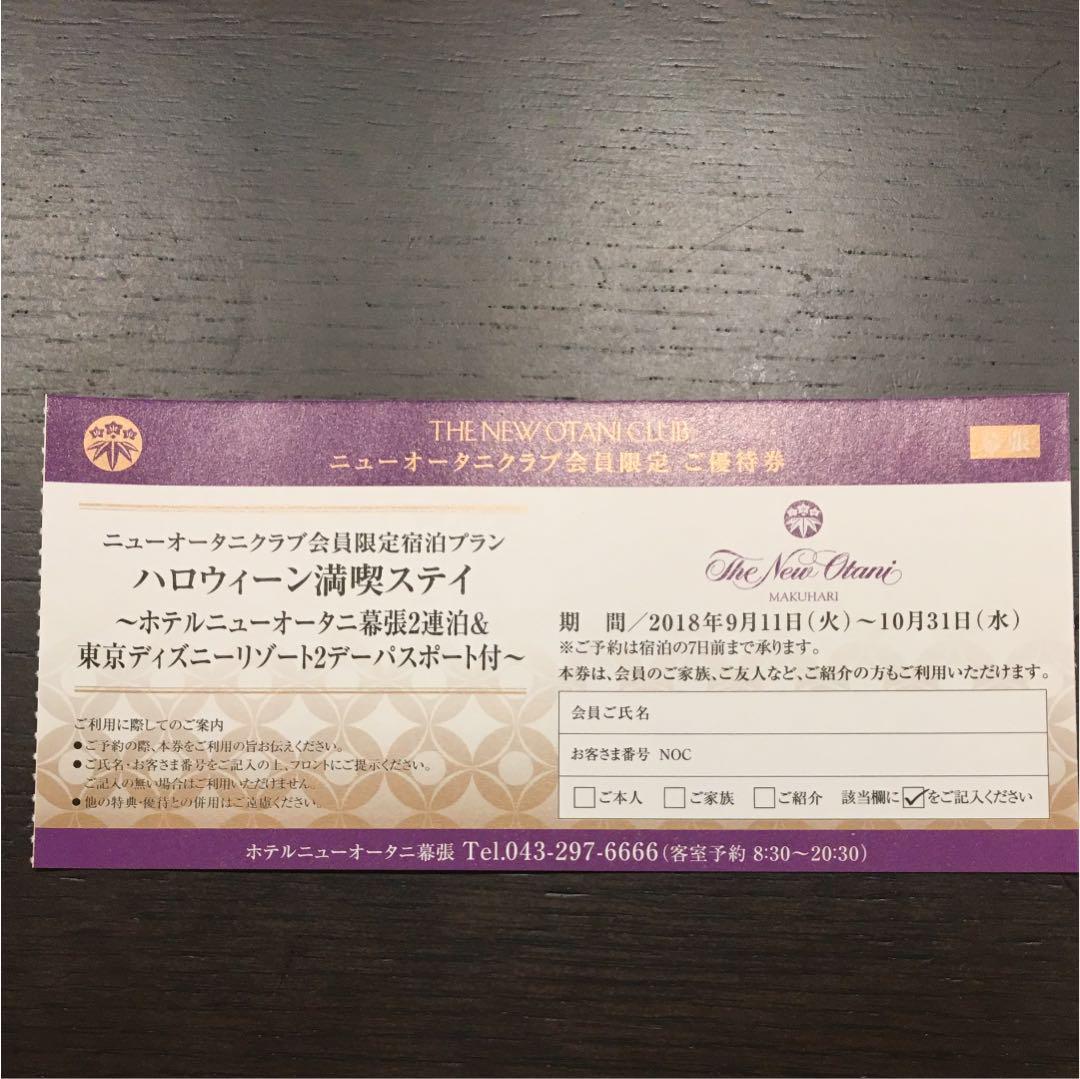 THE NEW OTANI CLUB
ニューオータニクラブ会員限定 ご優待券
ニューオータニクラブ会員限定宿泊プラン
ハロウィーン満喫ステイ
～ホテルニューオータニ幕張2連泊&
東京ディズニーリゾート2デーパスポート付～
ご利用に際してのご案内
●ご予約の際、本券をご利用の旨お伝えください。
●ご氏名・お客さま番号をご記入の上、フロントにご提示ください。
ご記入の無い場合はご利用いただけません。
●他の特典・優待との併用はご遠慮ください。
The New Otani
MAKUHARI
期 間／2018年9月11日（火）～10月31日（水）
※ご予約は宿泊の7日前まで承ります。
本券は、会員のご家族、ご友人など、ご紹介の方もご利用いただけます。
会員ご氏名
お客さま番号 NOC
□ご本人 □ご家族 □ご紹介 該当欄に☑をご記入ください
ホテルニューオータニ幕張 Tel.043-297-6666（客室予約 8:30～20:30）